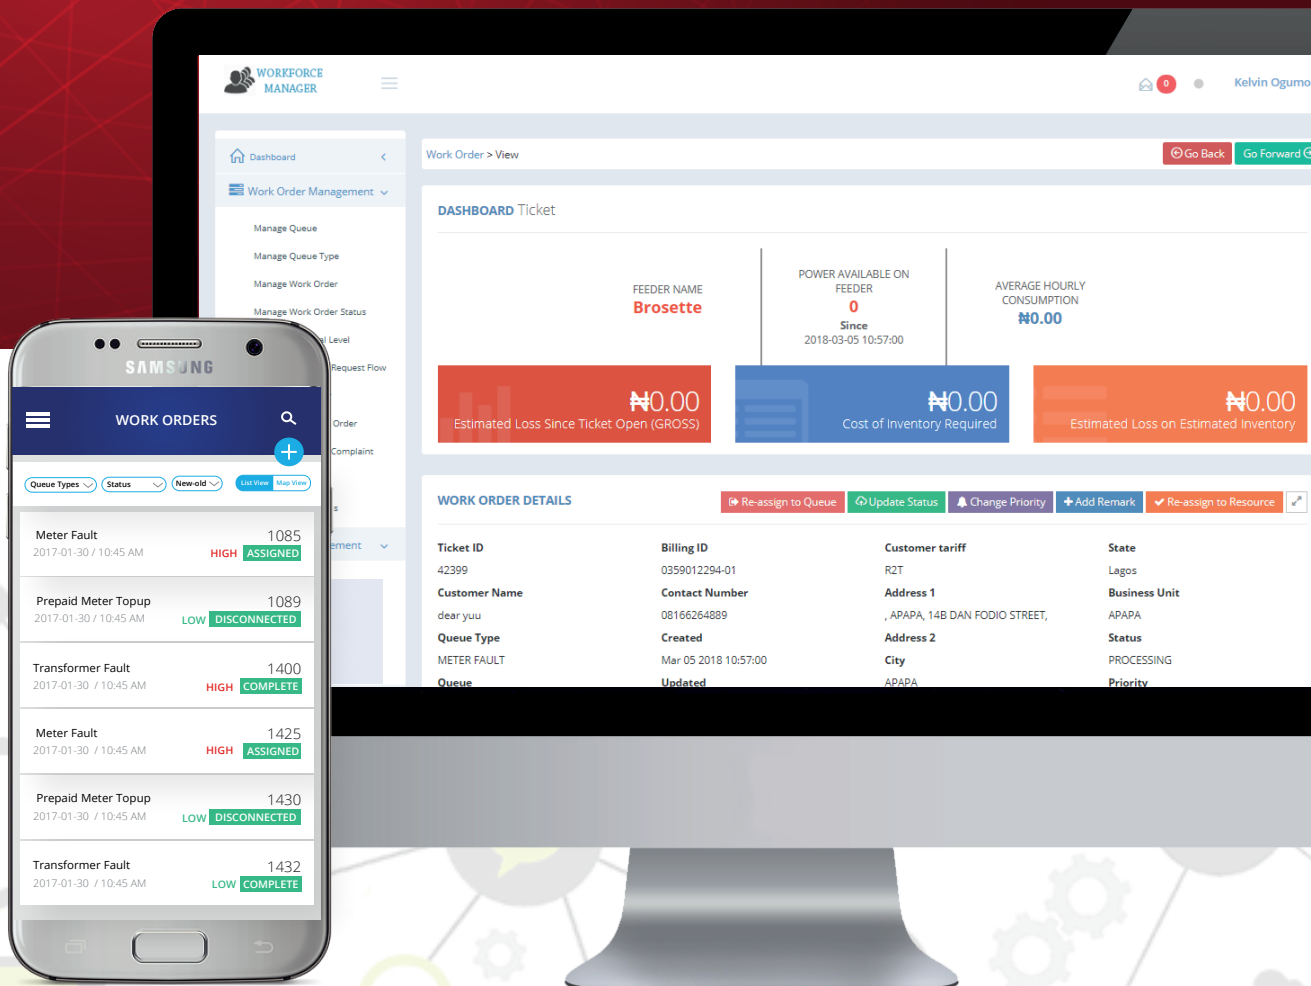 WORKFORCE
MANAGER
0
Kelvin Ogumo
Dashboard
Work Order Management
Manage Queue
Manage Queue Type
Manage Work Order
Manage Work Order Status
Level
Request Flow
Order
Complaint
s
ement
Work Order > View
Go Back
Go Forward
DASHBOARD Ticket
FEEDER NAME
Brosette
POWER AVAILABLE ON
FEEDER
0
Since
2018-03-05 10:57:00
AVERAGE HOURLY
CONSUMPTION
₦0.00
₦0.00
Estimated Loss Since Ticket Open (GROSS)
₦0.00
Cost of Inventory Required
₦0.00
Estimated Loss on Estimated Inventory
WORK ORDER DETAILS
Re-assign to Queue
Update Status
Change Priority
Add Remark
Re-assign to Resource
Ticket ID Billing ID Customer tariff State
42399 0359012294-01 R2T Lagos
Customer Name Contact Number Address 1 Business Unit
dear yuu 08166264889 , APAPA, 14B DAN FODIO STREET, APAPA
Queue Type Created Address 2 Status
METER FAULT Mar 05 2018 10:57:00 City PROCESSING
Queue Updated APAPA Priority
SAMSUNG
WORK ORDERS
Queue Types Status New-old List View Map View
Meter Fault 1085
2017-01-30 / 10:45 AM HIGH ASSIGNED
Prepaid Meter Topup 1089
2017-01-30 / 10:45 AM LOW DISCONNECTED
Transformer Fault 1400
2017-01-30 / 10:45 AM HIGH COMPLETE
Meter Fault 1425
2017-01-30 / 10:45 AM HIGH ASSIGNED
Prepaid Meter Topup 1430
2017-01-30 / 10:45 AM LOW DISCONNECTED
Transformer Fault 1432
2017-01-30 / 10:45 AM LOW COMPLETE